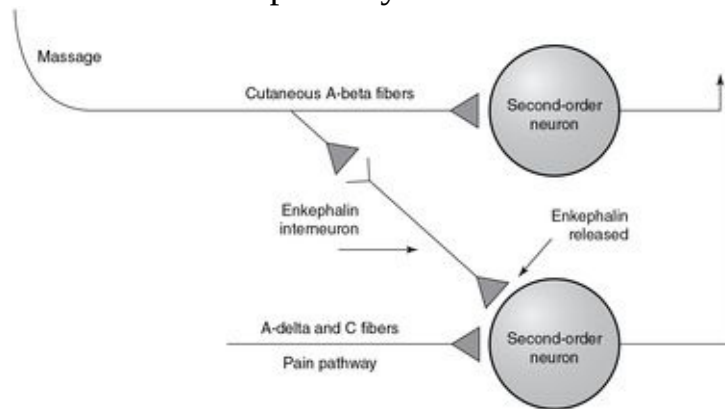 Massage
Cutaneous A-beta fibers
Second-order
neuron
Enkephalin
interneuron
Enkephalin
released
A-delta and C fibers
Pain pathway
Second-order
neuron